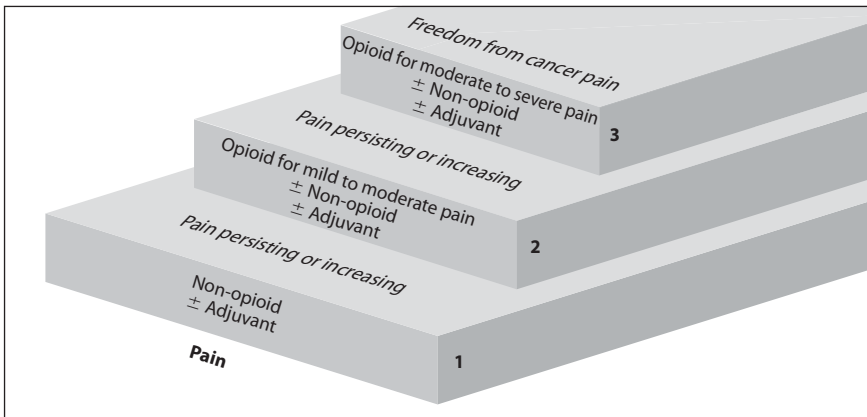 Freedom from cancer pain
Opioid for moderate to severe pain
± Non-opioid
± Adjuvant
3
Pain persisting or increasing
Opioid for mild to moderate pain
± Non-opioid
± Adjuvant
2
Pain persisting or increasing
Non-opioid
± Adjuvant
1
Pain